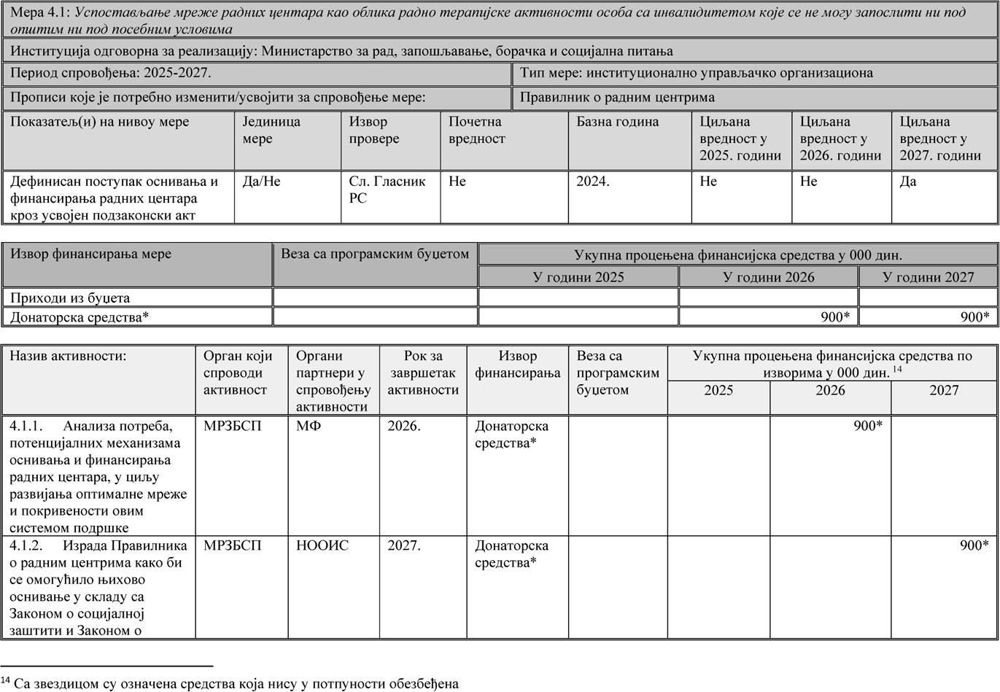 Мера 4.1: Успостављање мреже радних центара као облика радно терапијске активности особа са инвалидитетом које се не могу запослити ни под
општим ни под посебним условима
Институција одговорна за реализацију: Министарство за рад, запошљавање, борачка и социјална питања
Период спровођења: 2025-2027.
Тип мере: институционално управљачко организациона
Прописи које је потребно изменити/усвојити за спровођење мере:
Правилник о радним центрима
Показатељ(и) на нивоу мере
Јединица
мере
Извор
провере
Почетна
вредност
Базна година
Циљана
вредност у
2025. години
Циљана
вредност у
2026. години
Циљана
вредност у
2027. години
Дефинисан поступак оснивања и
финансирања радних центара
кроз усвојен подзаконски акт
Да/Не
Сл. Гласник
РС
Не
2024.
Не
Не
Да
Извор финансирања мере
Веза са програмским буџетом
Укупна процењена финансијска средства у 000 дин.
У години 2025
У години 2026
У години 2027
Приходи из буџета
Донаторска средства*
900*
900*
Назив активности:
Орган који
спроводи
активност
Органи
партнери у
спровођењу
активности
Рок за
завршетак
активности
Извор
финансирања
Веза са
програмским
буџетом
Укупна процењена финансијска средства по
изворима у 000 дин. 14
2025
2026
2027
4.1.1. Анализа потреба,
потенцијалних механизама
оснивања и финансирања
радних центара, у циљу
развијања оптималне мреже
и покривености овим
системом подршке
МРЗБСП
МФ
2026.
Донаторска
средства*
900*
4.1.2. Израда Правилника
о радним центрима како би
се омогућило њихово
оснивање у складу са
Законом о социјалној
заштити и Законом о
МРЗБСП
НООИС
2027.
Донаторска
средства*
900*
14 Са звездицом су означена средства која нису у потпуности обезбеђена